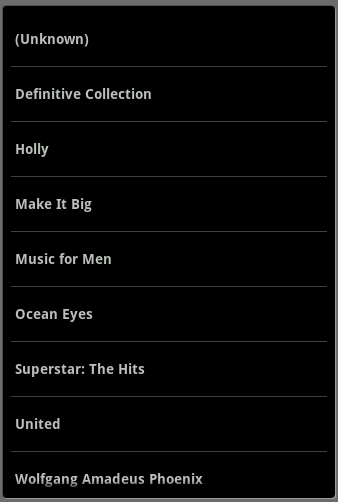 (Unknown)
Definitive Collection
Holly
Make It Big
Music for Men
Ocean Eyes
Superstar: The Hits
United
Wolfgang Amadeus Phoenix